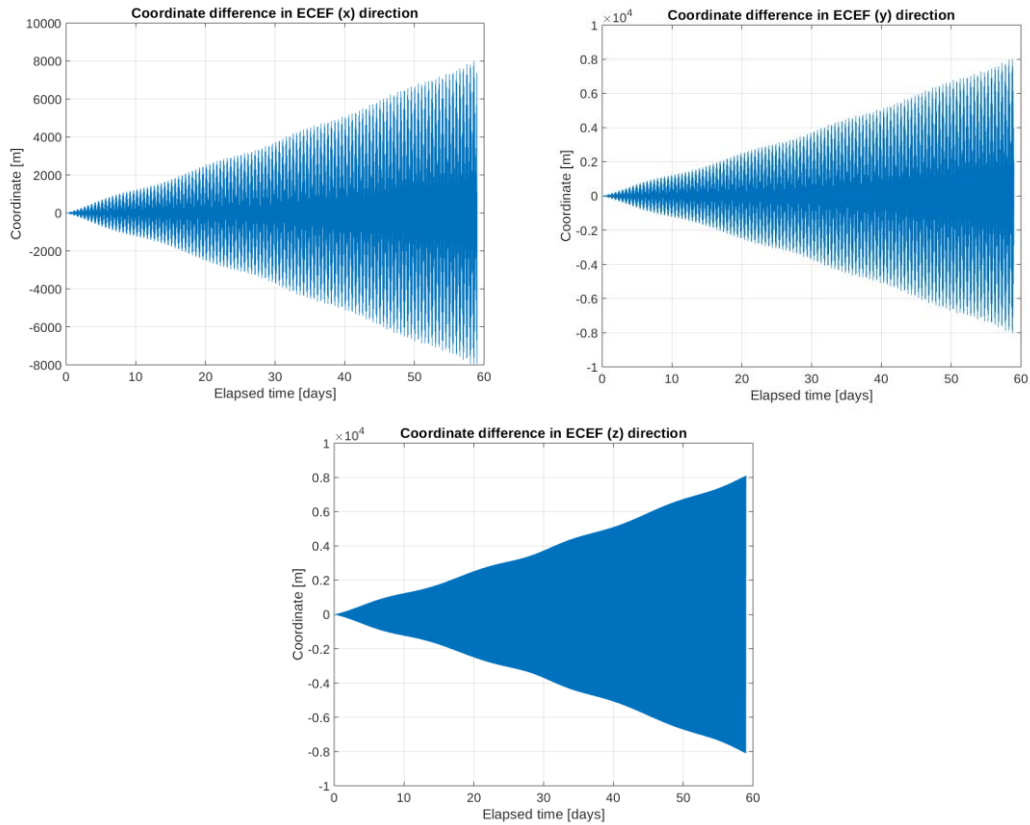 Coordinate difference in ECEF (x) direction
10000
8000
6000
4000
2000
0
-2000
-4000
-6000
-8000
Coordinate [m]
0 10 20 30 40 50 60
Elapsed time [days]
Coordinate difference in ECEF (y) direction
×10⁴
1
0.8
0.6
0.4
0.2
0
-0.2
-0.4
-0.6
-0.8
-1
Coordinate [m]
0 10 20 30 40 50 60
Elapsed time [days]
Coordinate difference in ECEF (z) direction
×10⁴
1
0.8
0.6
0.4
0.2
0
-0.2
-0.4
-0.6
-0.8
-1
Coordinate [m]
0 10 20 30 40 50 60
Elapsed time [days]